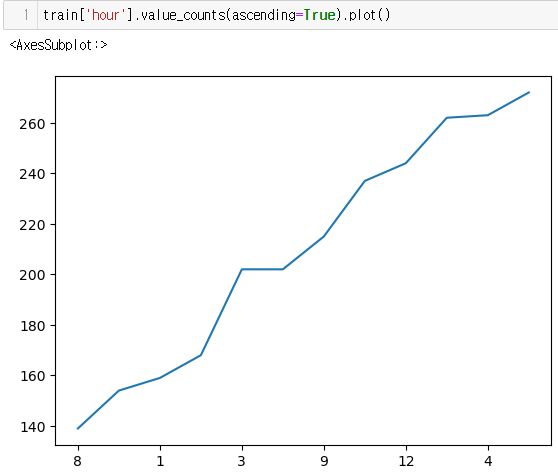 1 train['hour'].value_counts(ascending=True).plot()
<AxesSubplot:>
260
240
220
200
180
160
140
8 1 3 9 12 4